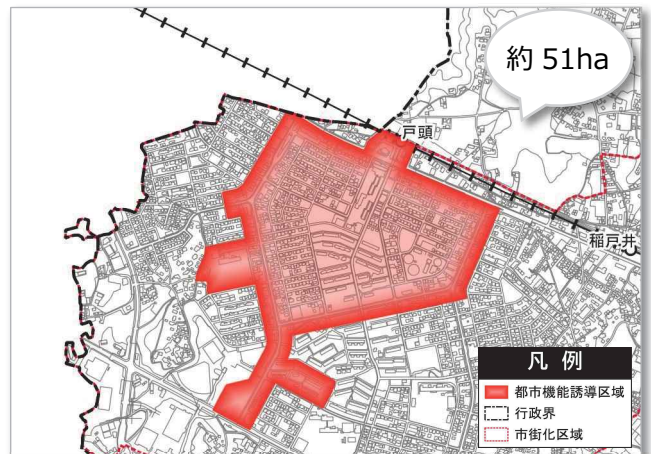 約 51ha
戸頭
稲戸井
凡 例
都市機能誘導区域
行政界
市街化区域